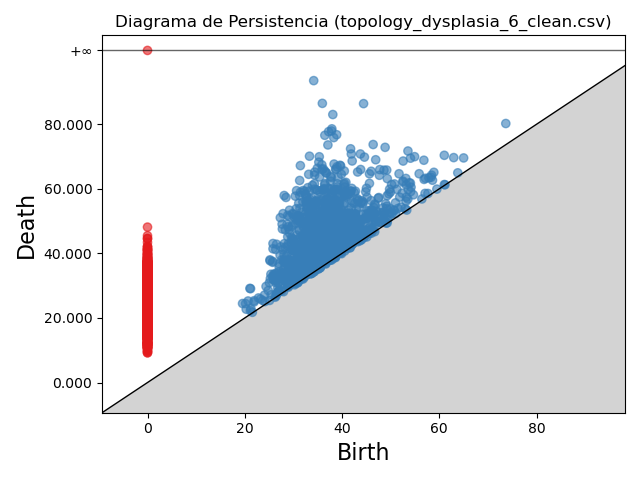 Diagrama de Persistencia (topology_dysplasia_6_clean.csv)
+∞
80.000
60.000
40.000
20.000
0.000
Death
0 20 40 60 80
Birth